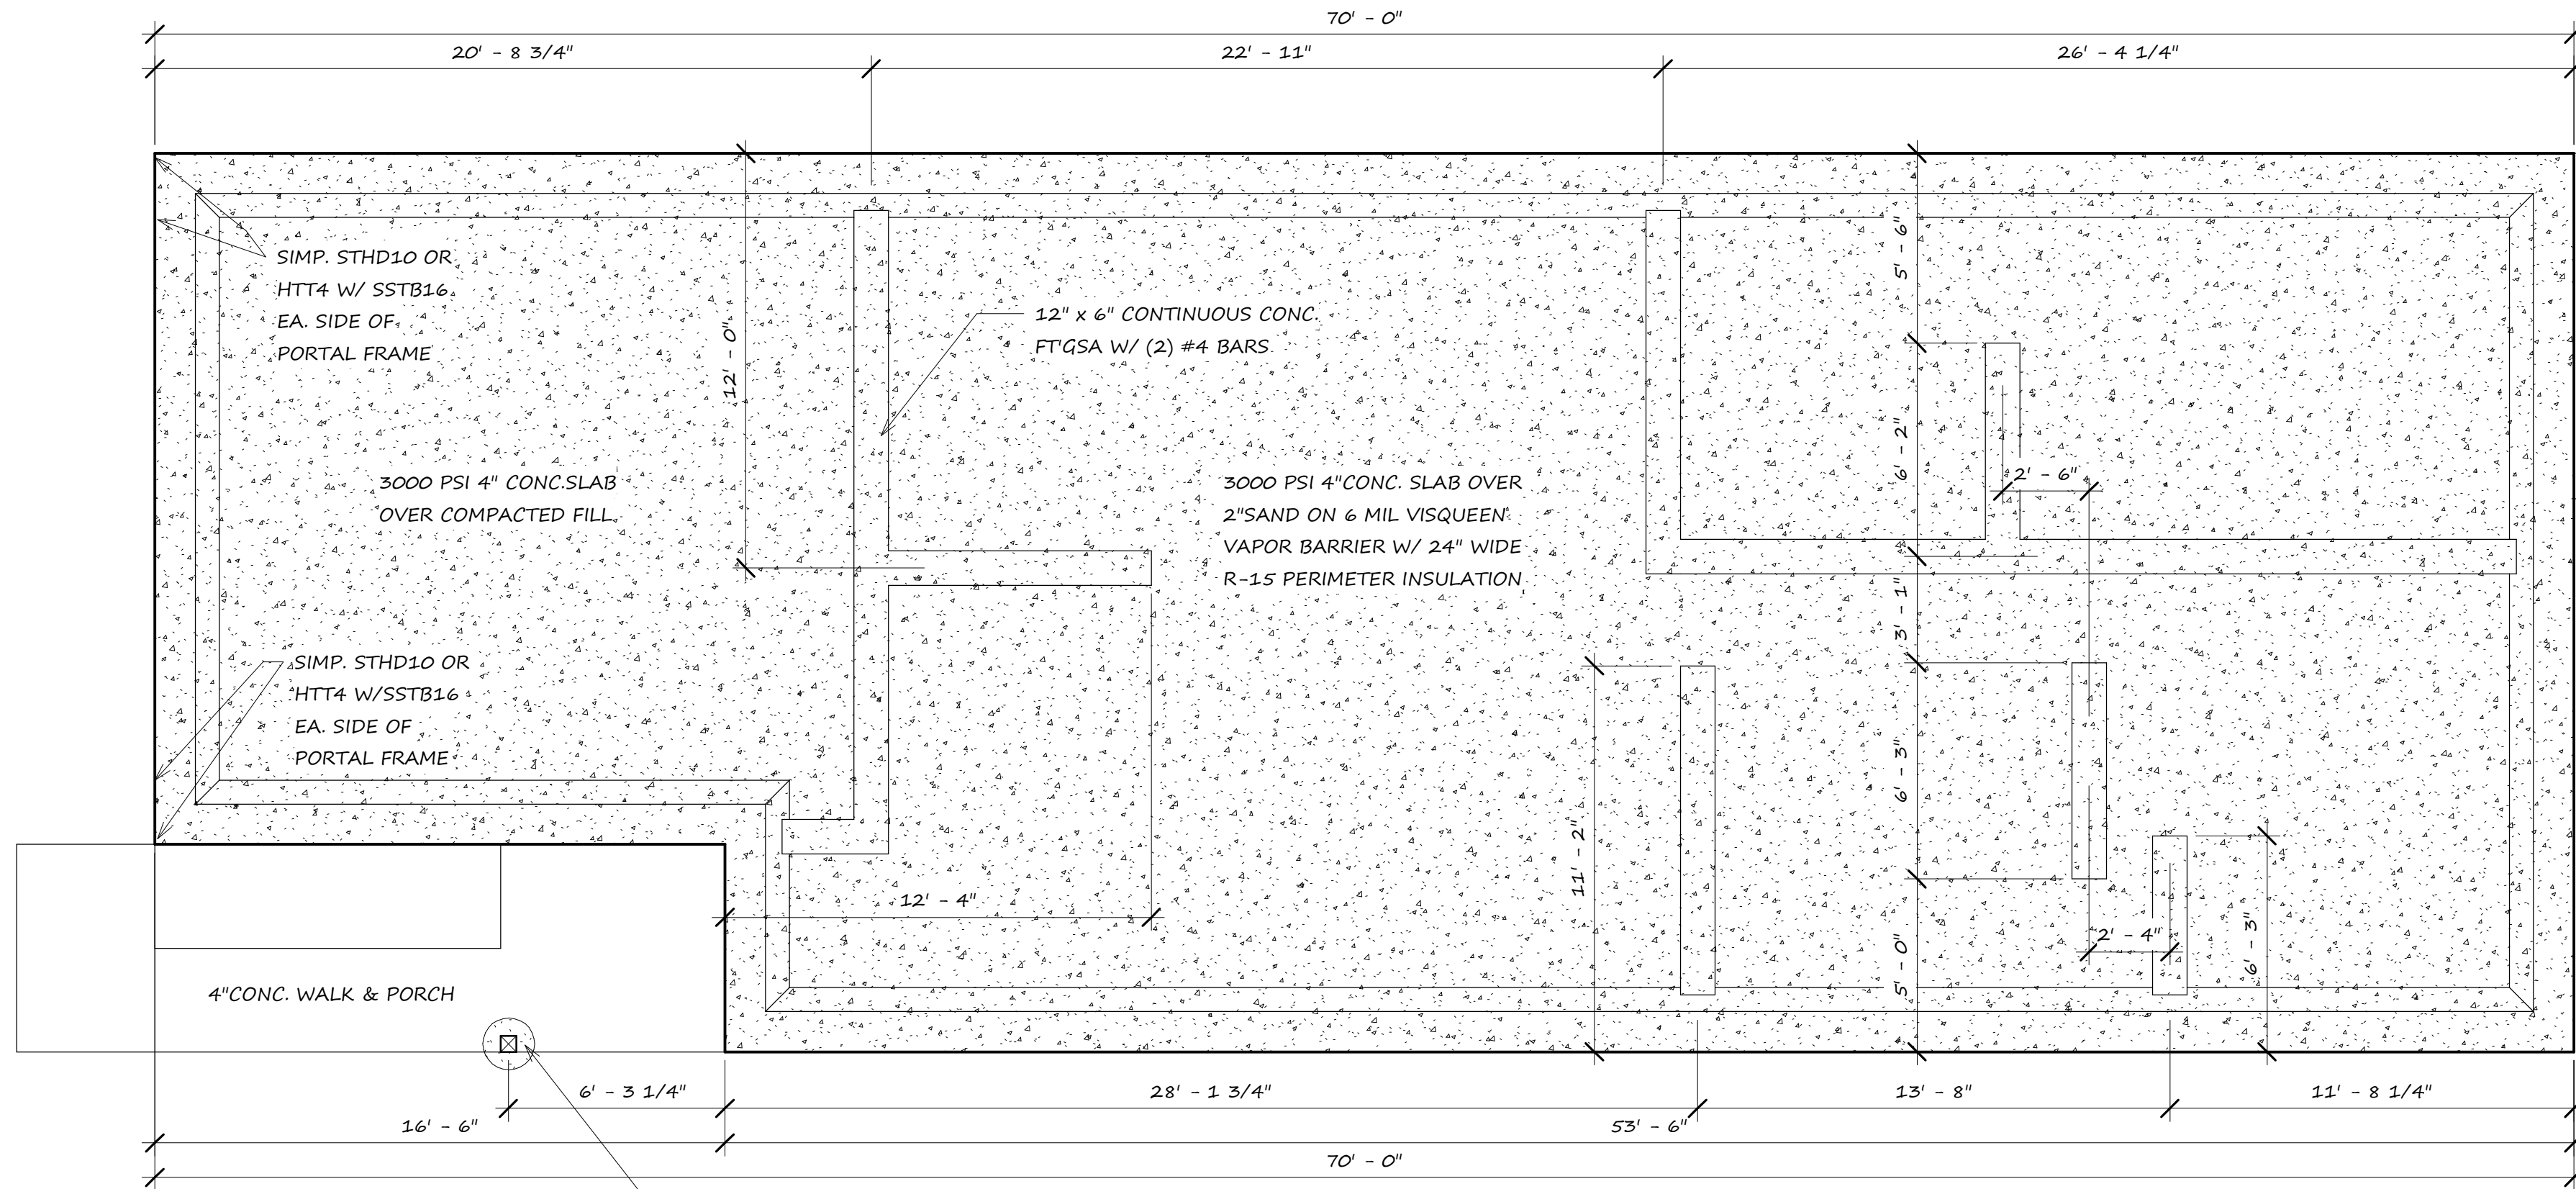 70' - 0"
20' - 8 3/4"
22' - 11"
26' - 4 1/4"
SIMP. STHD10 OR
HTT4 W/ SSTB16
EA. SIDE OF
PORTAL FRAME
12' - 0"
12" x 6" CONTINUOUS CONC.
FT'GSA W/ (2) #4 BARS
5' - 6"
6' - 2"
2' - 6"
3000 PSI 4" CONC.SLAB
OVER COMPACTED FILL
3000 PSI 4"CONC. SLAB OVER
2"SAND ON 6 MIL VISQUEEN
VAPOR BARRIER W/ 24" WIDE
R-15 PERIMETER INSULATION
3' - 1"
SIMP. STHD10 OR
HTT4 W/SSTB16
EA. SIDE OF
PORTAL FRAME
6' - 3"
11' - 2"
12' - 4"
2' - 4"
6' - 3"
5' - 0"
4"CONC. WALK & PORCH
6' - 3 1/4"
28' - 1 3/4"
13' - 8"
11' - 8 1/4"
16' - 6"
53' - 6"
70' - 0"